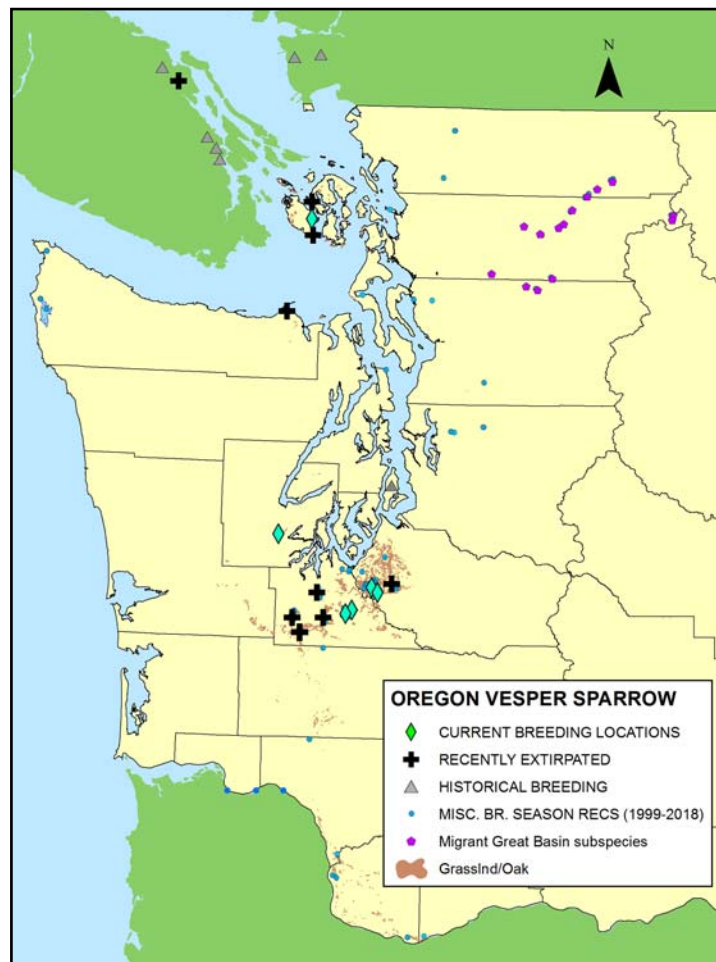 N
OREGON VESPER SPARROW
CURRENT BREEDING LOCATIONS
RECENTLY EXTIRPATED
HISTORICAL BREEDING
MISC. BR. SEASON RECS (1999-2018)
Migrant Great Basin subspecies
Grasslnd/Oak